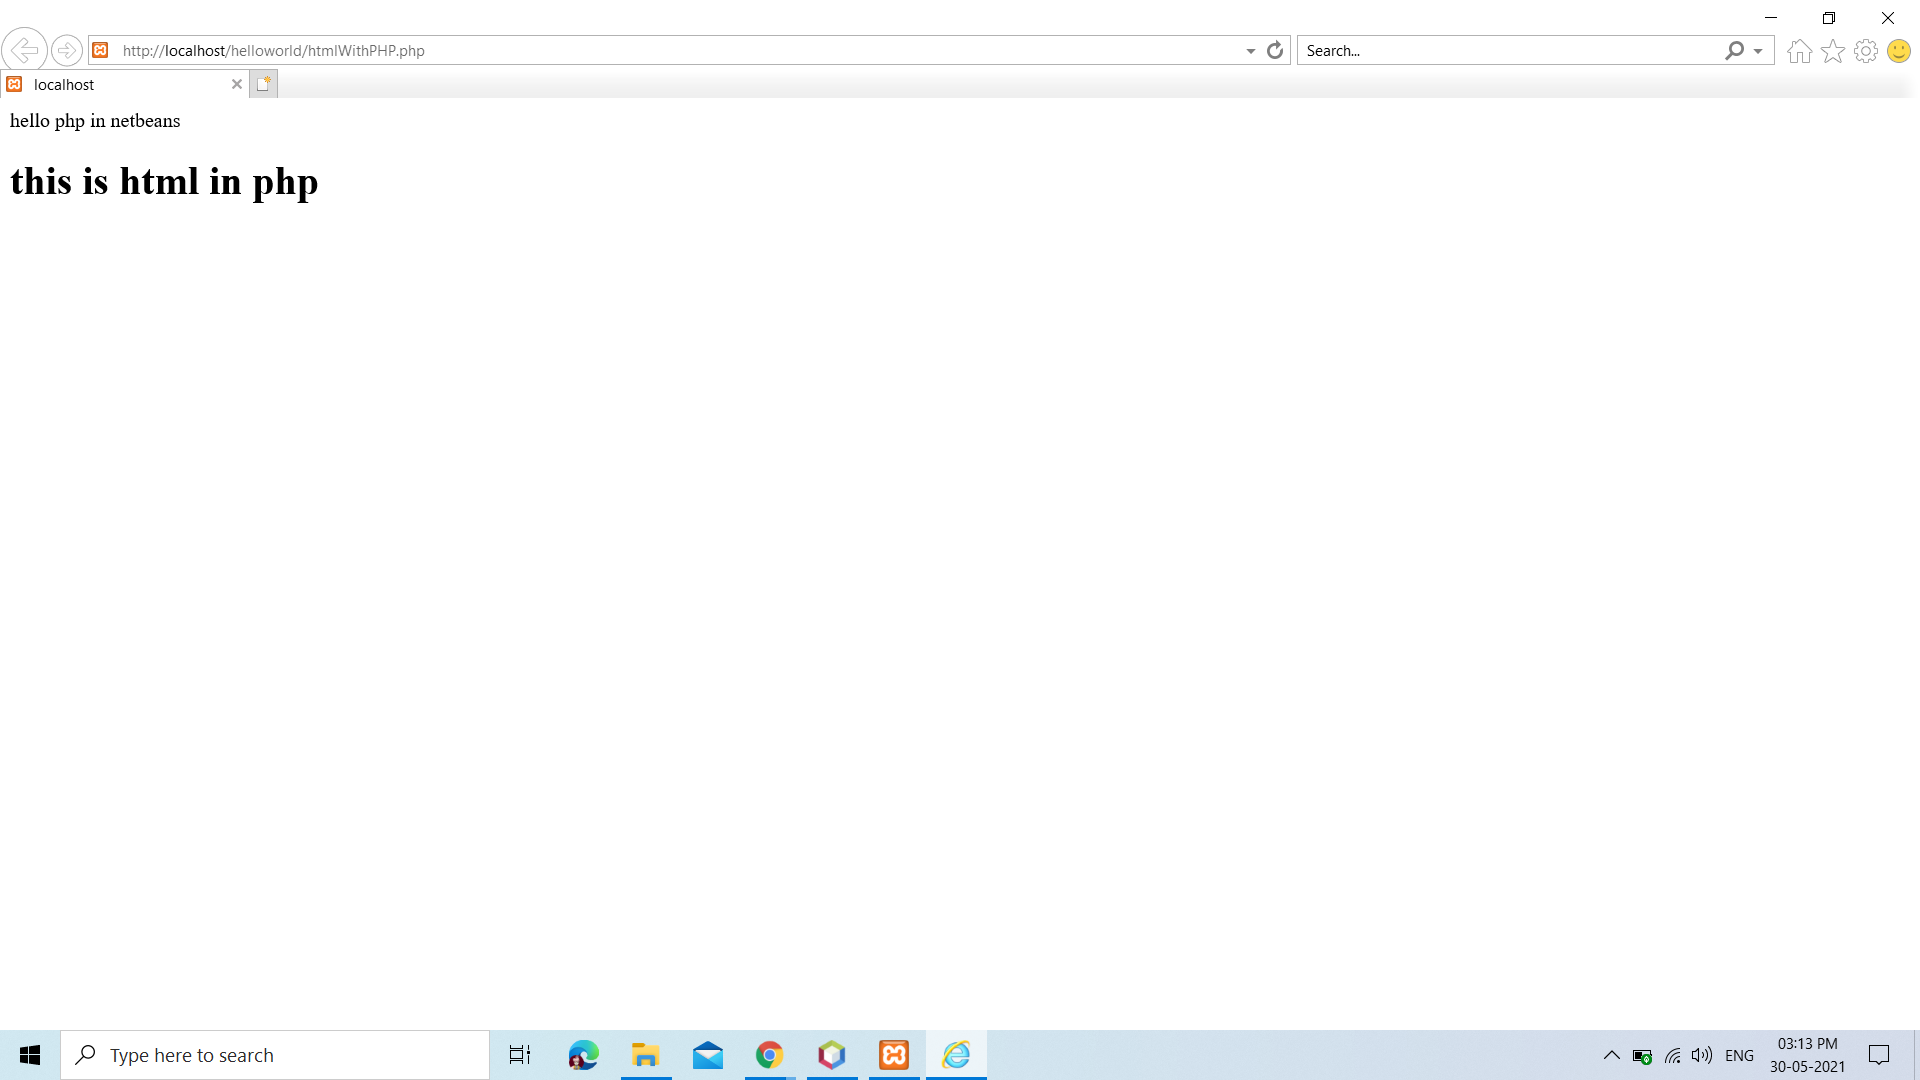 http://localhost/helloworld/htmlWithPHP.php
Search...
localhost
hello php in netbeans
this is html in php
Type here to search
ENG
03:13 PM
30-05-2021